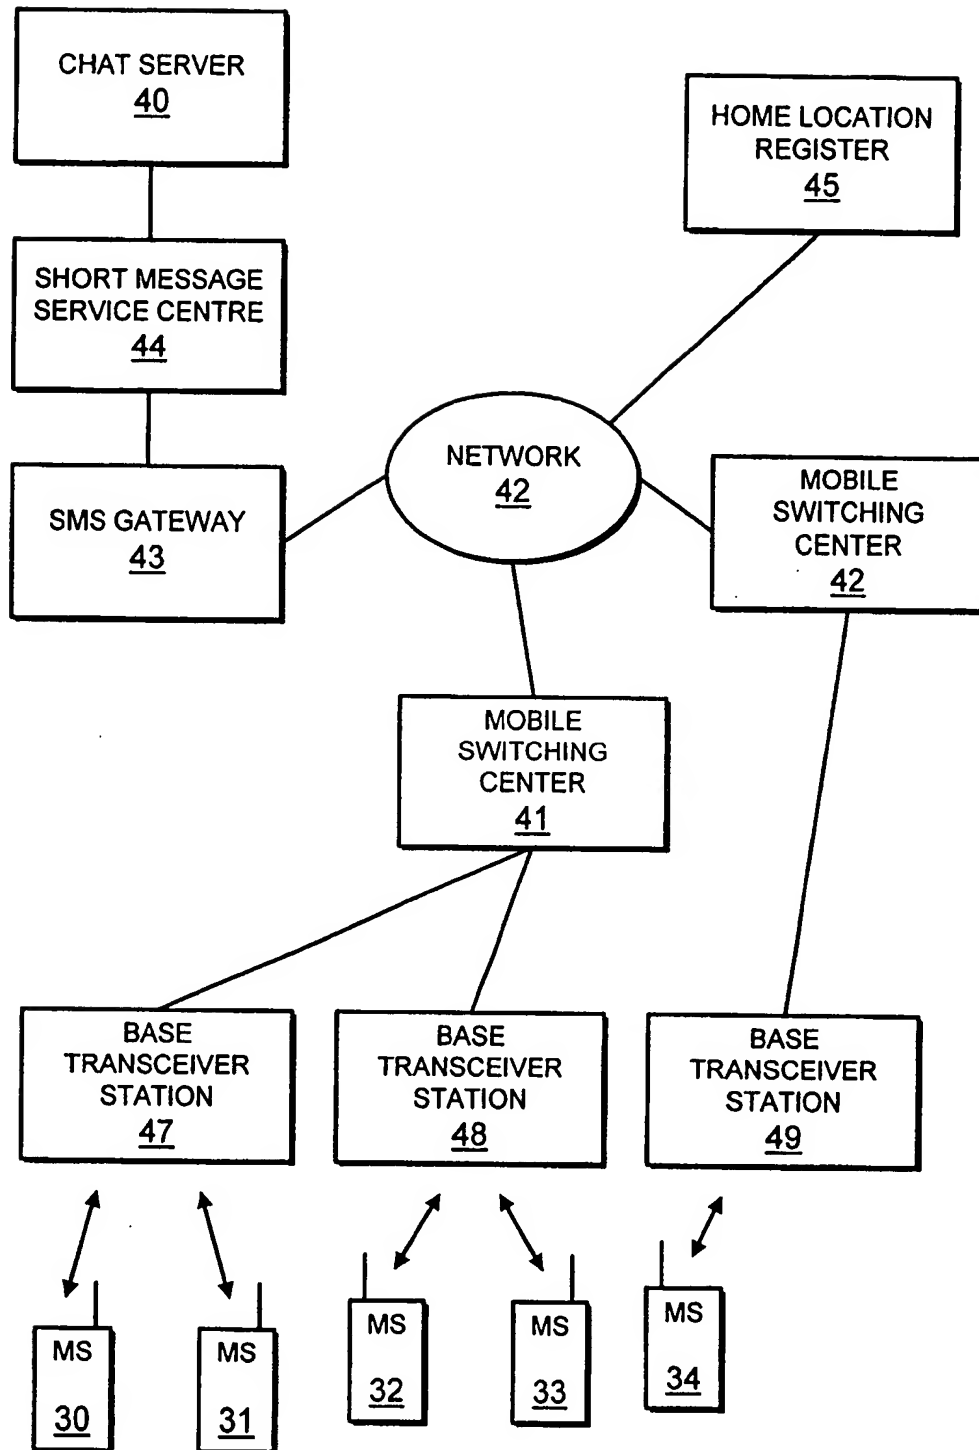 CHAT SERVER
40
HOME LOCATION
REGISTER
45
SHORT MESSAGE
SERVICE CENTRE
44
NETWORK
42
SMS GATEWAY
43
MOBILE
SWITCHING
CENTER
42
MOBILE
SWITCHING
CENTER
41
BASE
TRANSCEIVER
STATION
47
BASE
TRANSCEIVER
STATION
48
BASE
TRANSCEIVER
STATION
49
MS
30
MS
31
MS
32
MS
33
MS
34